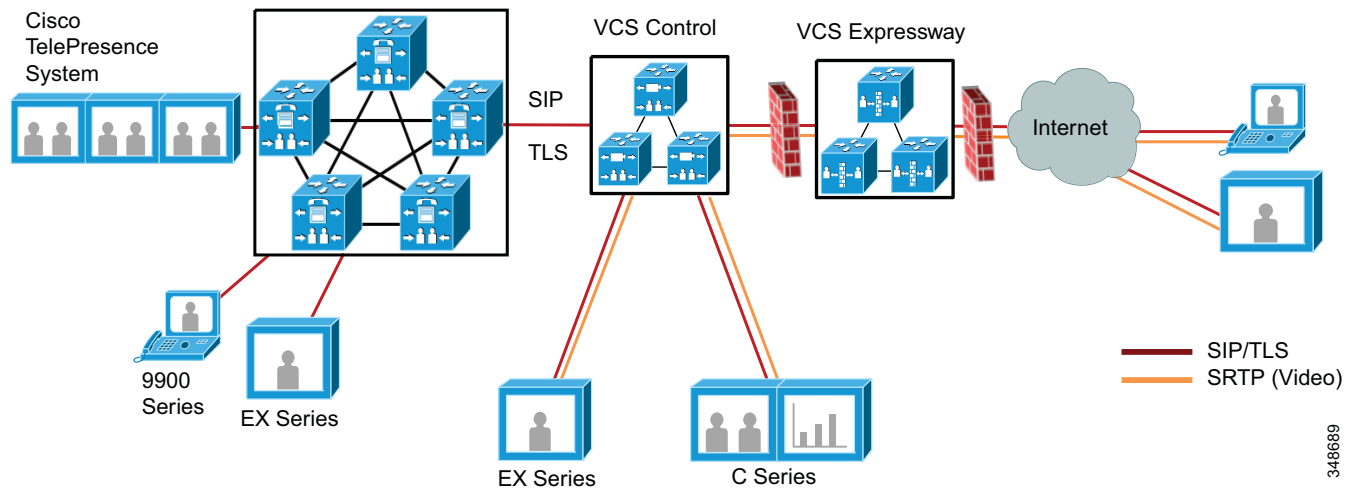 Cisco
TelePresence
System
VCS Control
VCS Expressway
SIP
TLS
Internet
9900
Series
EX Series
EX Series
C Series
SIP/TLS
SRTP (Video)
348689